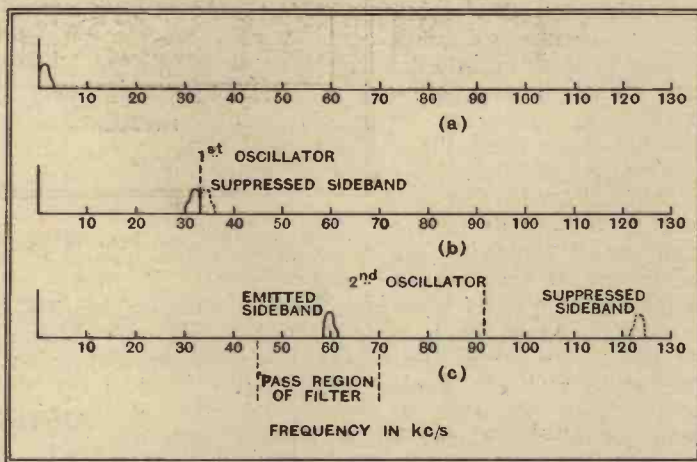 10 20 30 40 50 60 70 80 90 100 110 120 130
(a)
1st OSCILLATOR
SUPPRESSED SIDEBAND
10 20 30 40 50 60 70 80 90 100 110 120 130
(b)
2nd OSCILLATOR
EMITTED
SIDEBAND
SUPPRESSED
SIDEBAND
10 20 30 40 50 60 70 80 90 100 110 120 130
(c)
PASS REGION
OF FILTER
FREQUENCY IN kc/s